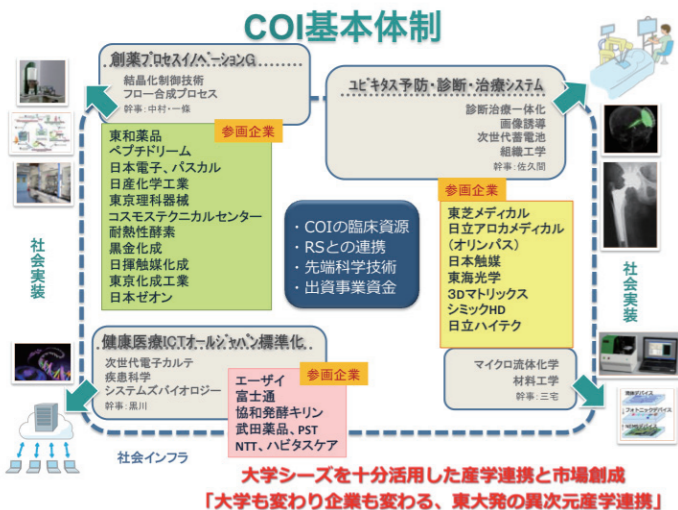 COI基本体制
創薬プロセスイノベーションG
結晶化制御技術
フロー合成プロセス
幹事:中村・一條
参画企業
東和薬品
ペプチドリーム
日本電子、パスカル
日産化学工業
東京理科器械
コスモステクニカルセンター
耐熱性酵素
黒金化成
日揮触媒化成
東京化成工業
日本ゼオン
ユビキタス予防・診断・治療システム
診断治療一体化
画像誘導
次世代蓄電池
組織工学
幹事:佐久間
参画企業
東芝メディカル
日立アロカメディカル
(オリンパス)
日本触媒
東海光学
3Dマトリックス
シミックHD
日立ハイテク
・COIの臨床資源
・RSとの連携
・先端科学技術
・出資事業資金
社会実装
社会実装
健康医療ICTオールジャパン標準化
次世代電子カルテ
疾患科学
システムズバイオロジー
幹事:黒川
参画企業
エーザイ
富士通
協和発酵キリン
武田薬品、PST
NTT、ハビタスケア
マイクロ流体化学
材料工学
幹事:三宅
フォトニックデバイス
社会インフラ
大学シーズを十分活用した産学連携と市場創成
「大学も変わり企業も変わる、東大発の異次元産学連携」